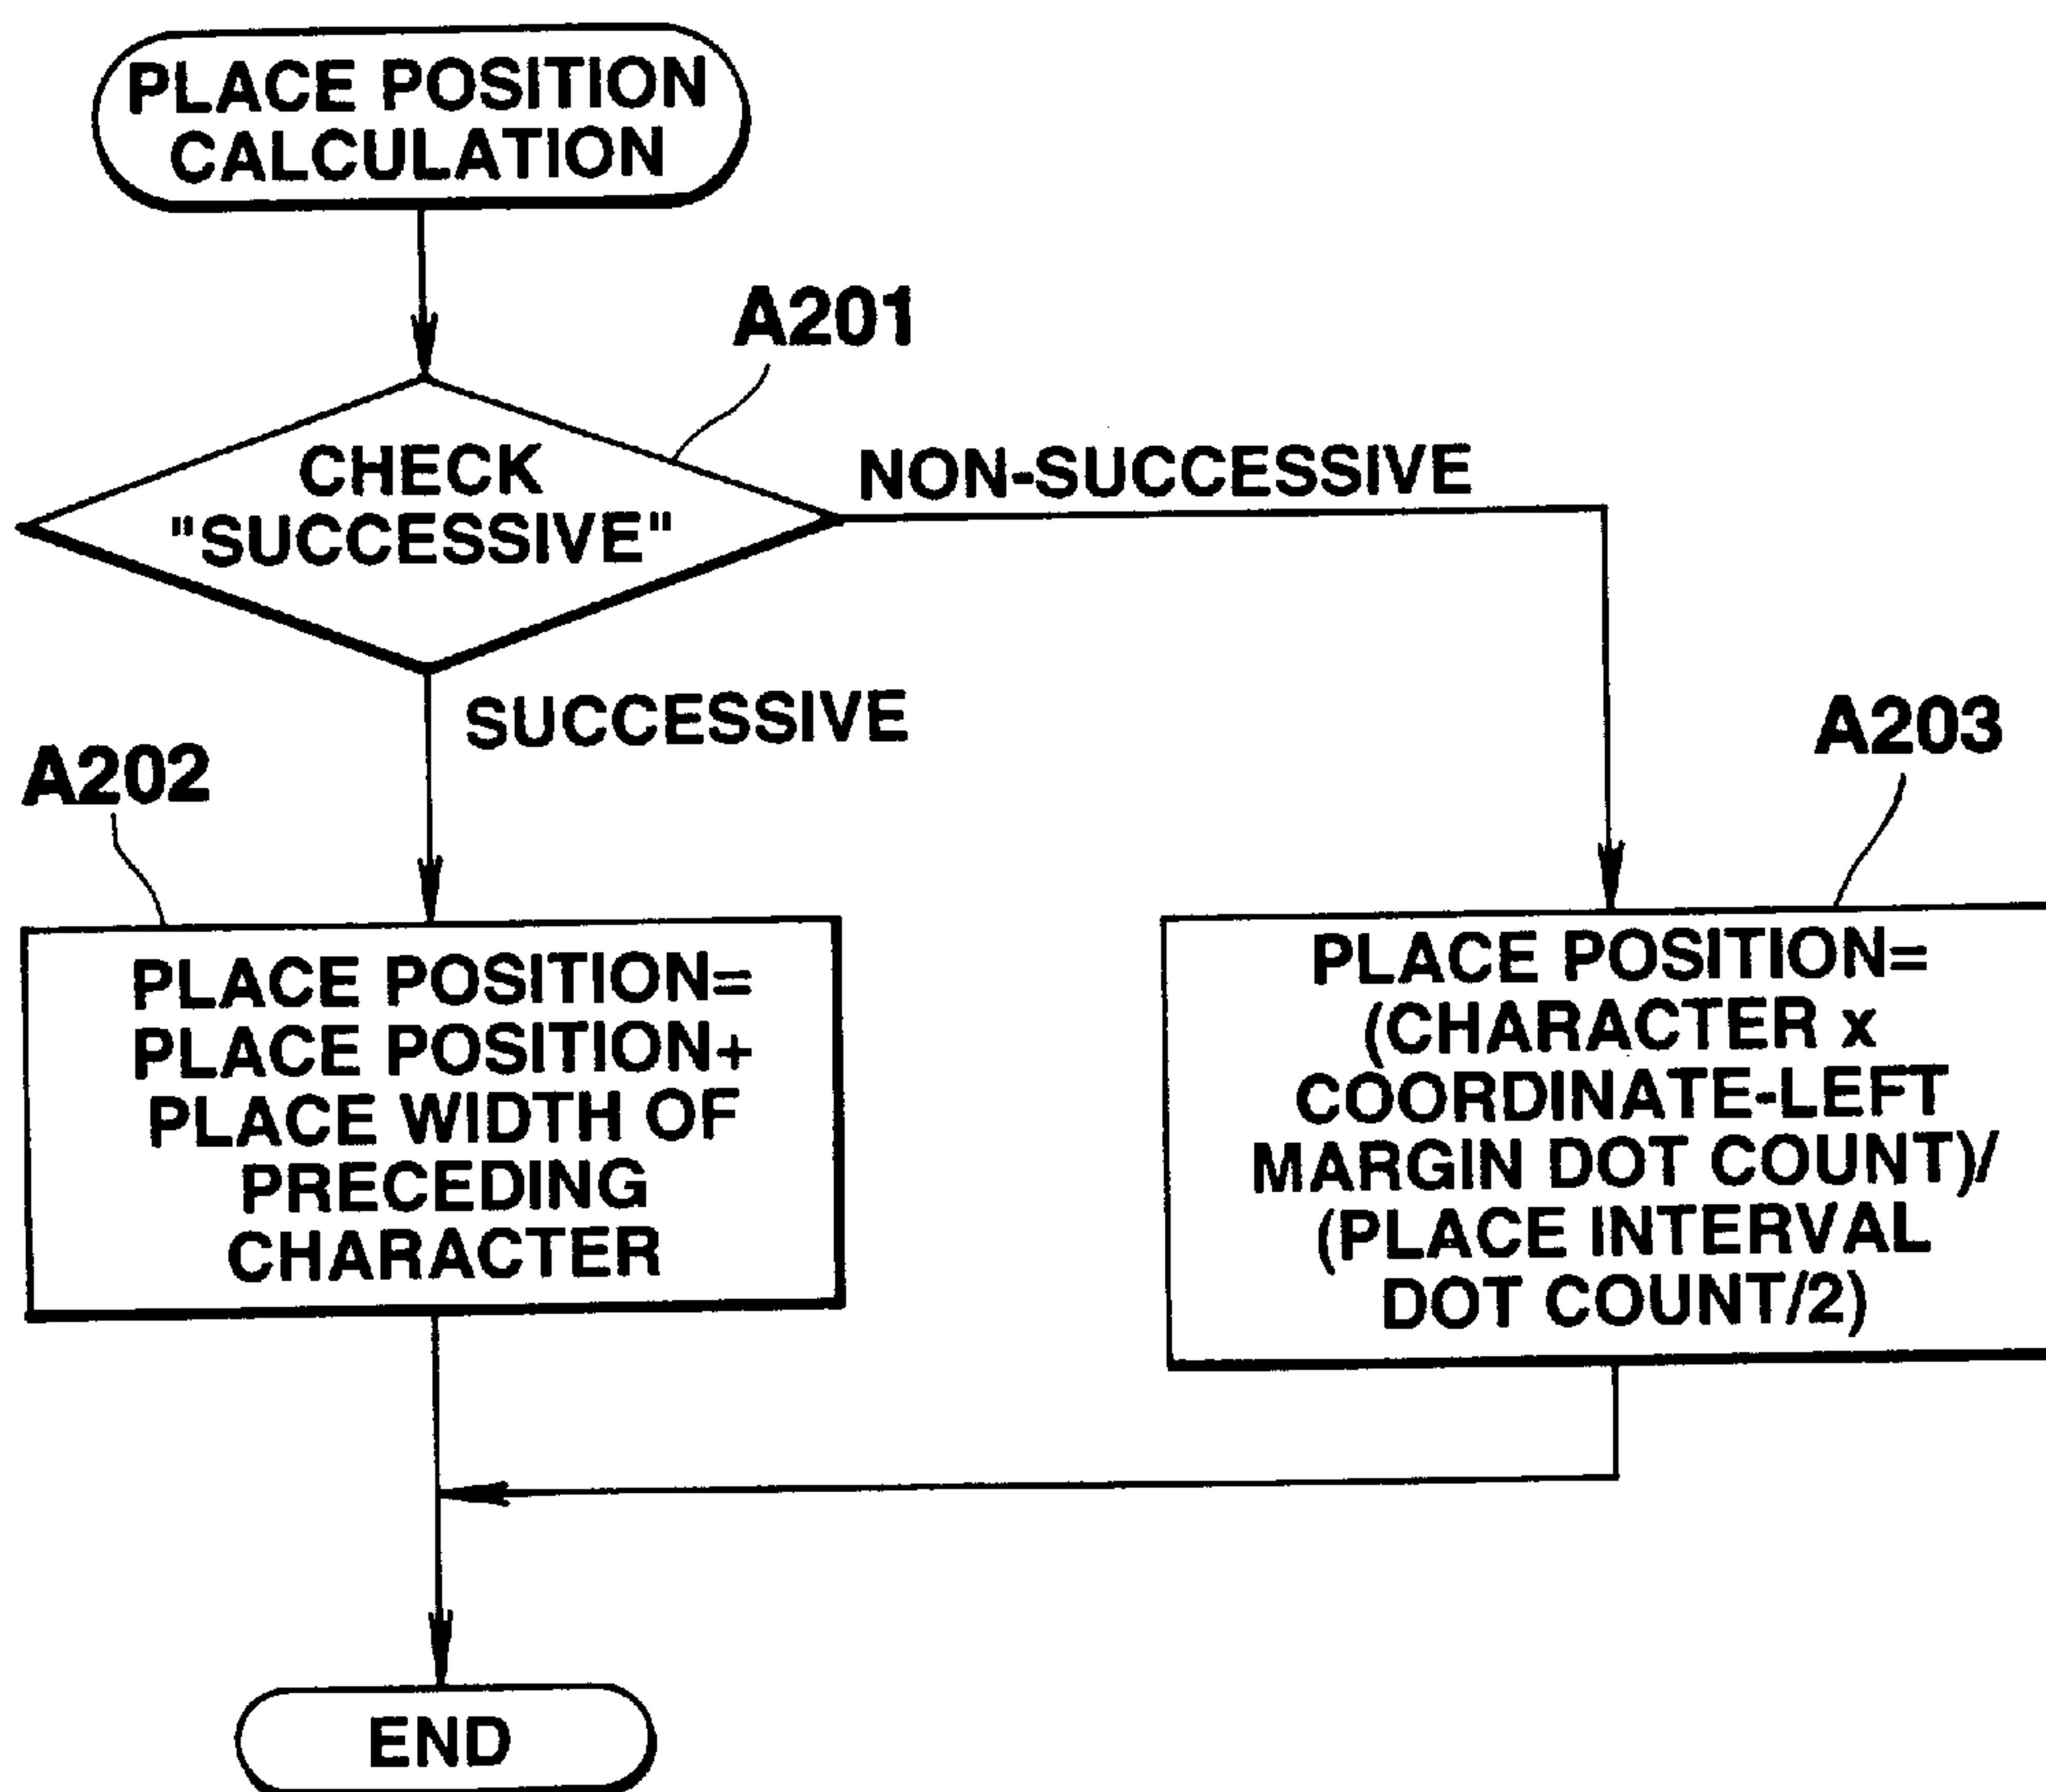 PLACE POSITION
CALCULATION
A201
CHECK
"SUCCESSIVE"
NON-SUCCESSIVE
SUCCESSIVE
A202
PLACE POSITION=
PLACE POSITION+
PLACE WIDTH OF
PRECEDING
CHARACTER
A203
PLACE POSITION=
(CHARACTER x
COORDINATE-LEFT
MARGIN DOT COUNT)/
(PLACE INTERVAL
DOT COUNT/2)
END